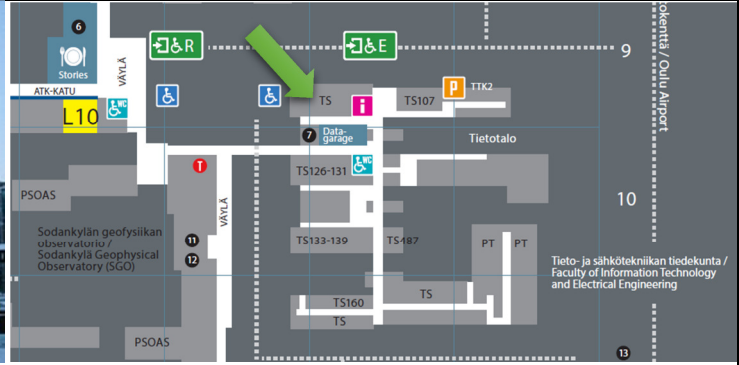 6
Stories
ATK-KATU
L10
WC
VÄYLÄ
R
E
9
TS
i
TS107
P
TTK2
7
Data-
garage
Tietotalo
tokenttä / Oulu Airport
T
TS126-131
WC
PSOAS
10
VÄYLÄ
Sodankylän geofysiikan
observatorio /
Sodankylä Geophysical
Observatory (SGO)
11
12
TS133-139
TS487
PT
PT
Tieto- ja sähkötekniikan tiedekunta /
Faculty of Information Technology
and Electrical Engineering
TS160
TS
TS
PSOAS
13